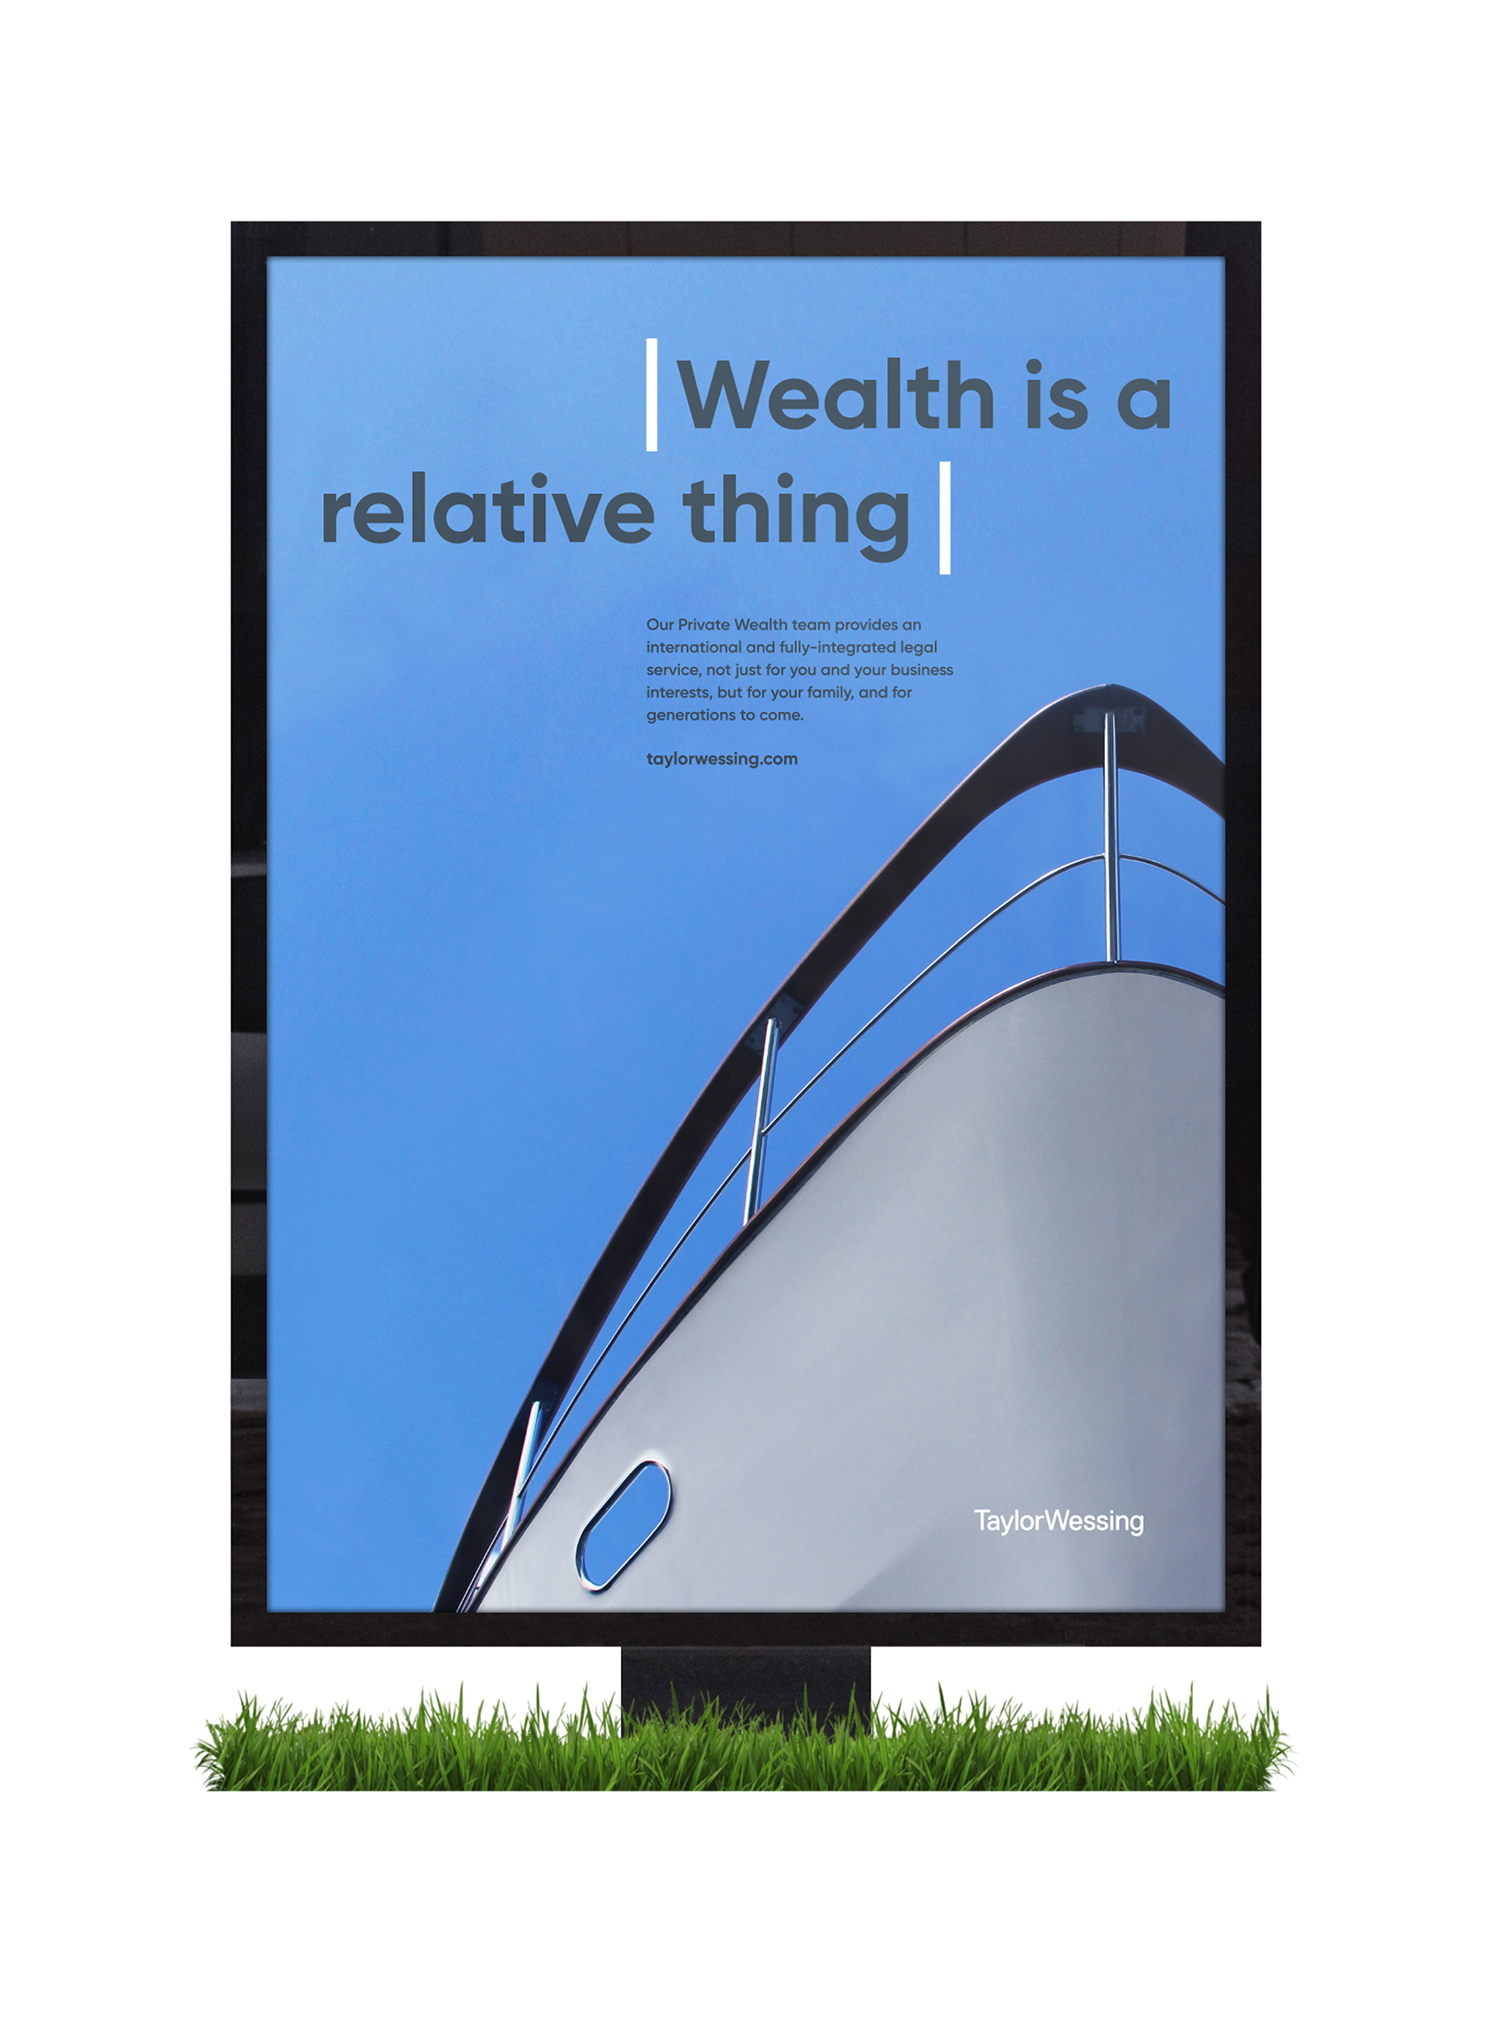 Wealth is a
relative thing
Our Private Wealth team provides an
international and fully-integrated legal
service, not just for you and your business
interests, but for your family, and for
generations to come.
taylorwessing.com
TaylorWessing